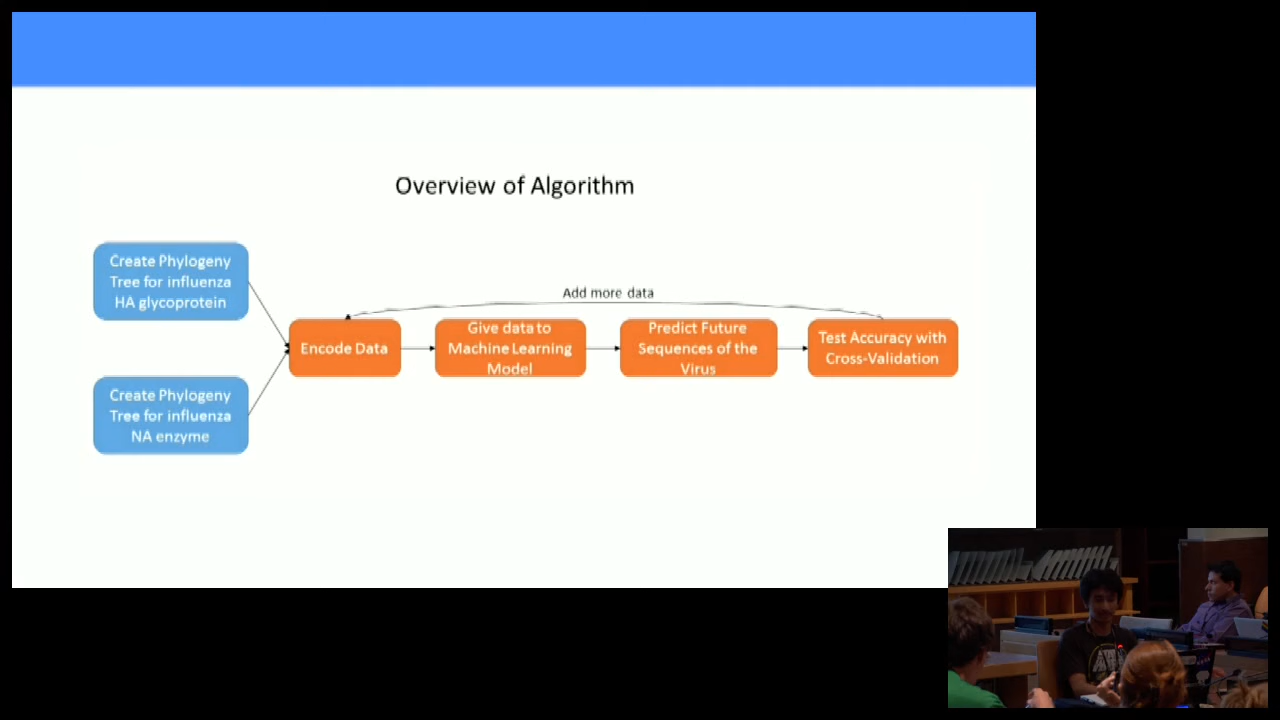 Overview of Algorithm
Create Phylogeny
Tree for influenza
HA glycoprotein
Create Phylogeny
Tree for influenza
NA enzyme
Add more data
Encode Data
Give data to
Machine Learning
Model
Predict Future
Sequences of the
Virus
Test Accuracy with
Cross-Validation